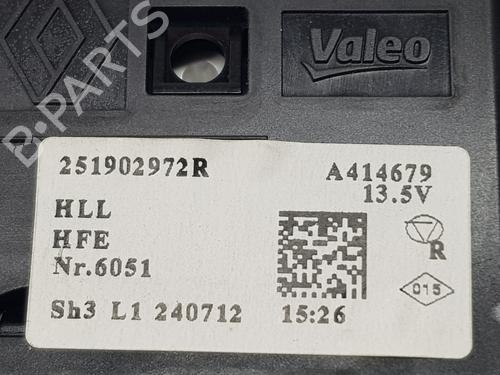 Valeo
B-PARTS
251902972R
A414679
13.5V
HLL
HFE
Nr.6051
R
015
Sh3 L1 240712
15:26